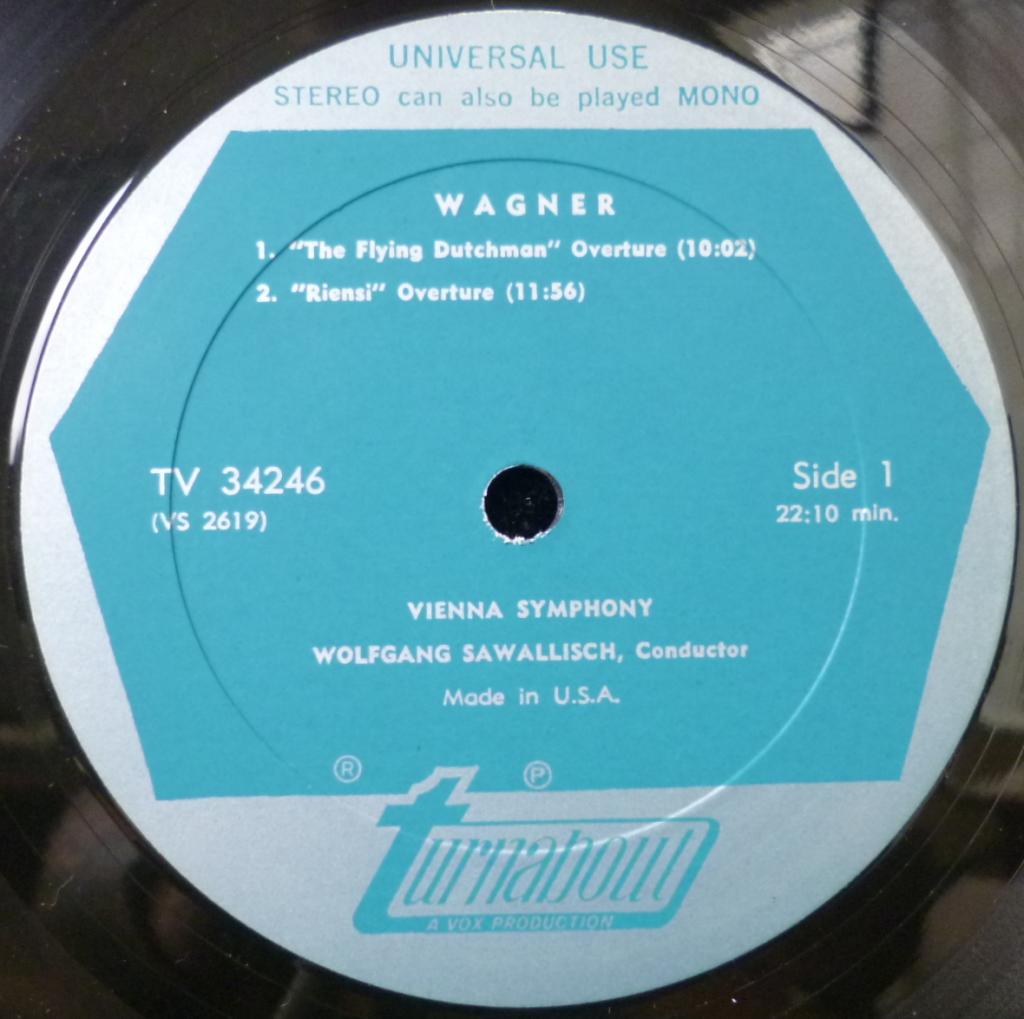 UNIVERSAL USE
STEREO can also be played MONO
WAGNER
1. "The Flying Dutchman" Overture (10:02)
2. "Riensi" Overture (11:56)
TV 34246
(VS 2619)
Side 1
22:10 min.
VIENNA SYMPHONY
WOLFGANG SAWALLISCH, Conductor
Made in U.S.A.
® ℗
turnabout
A VOX PRODUCTION